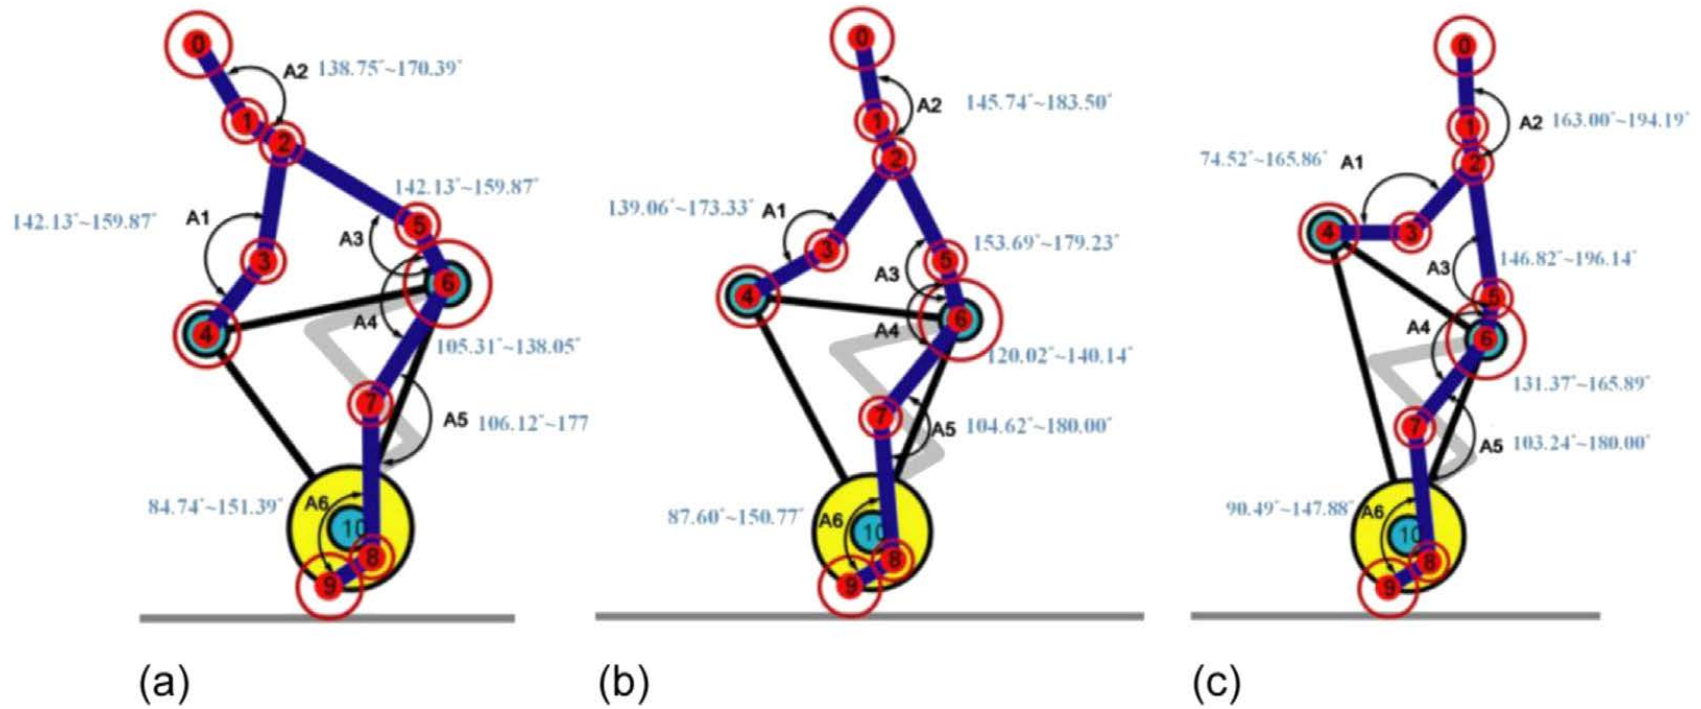 0
A2 138.75°~170.39°
1
2
142.13°~159.87°
142.13°~159.87°
A1
5
A3
3
6
4
A4
105.31°~138.05°
7
A5 106.12°~177
84.74°~151.39°
A6
10
8
9
(a)
0
A2 145.74°~183.50°
1
2
139.06°~173.33°
A1
3
153.69°~179.23°
5
A3
4
6
A4
120.02°~140.14°
7
A5 104.62°~180.00°
87.60°~150.77°
A6
10
8
9
(b)
0
A2 163.00°~194.19°
1
74.52°~165.86° A1
2
4
3
146.82°~196.14°
A3
5
A4
6
131.37°~165.89°
7
A5 103.24°~180.00°
90.49°~147.88°
A6
10
8
9
(c)